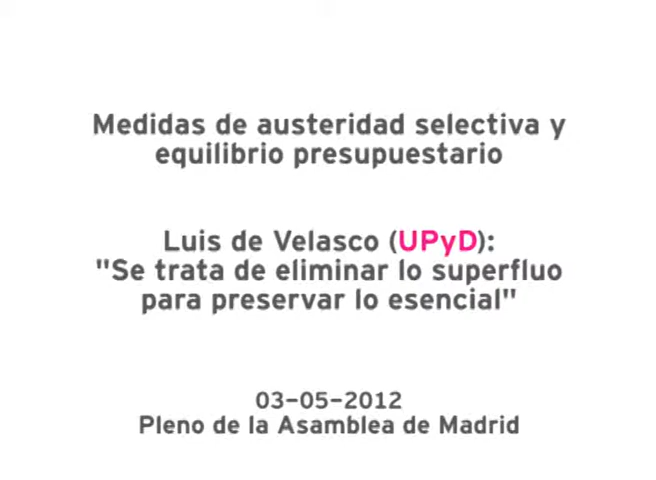 Medidas de austeridad selectiva y
equilibrio presupuestario
Luis de Velasco (UPyD):
"Se trata de eliminar lo superfluo
para preservar lo esencial"
03-05-2012
Pleno de la Asamblea de Madrid